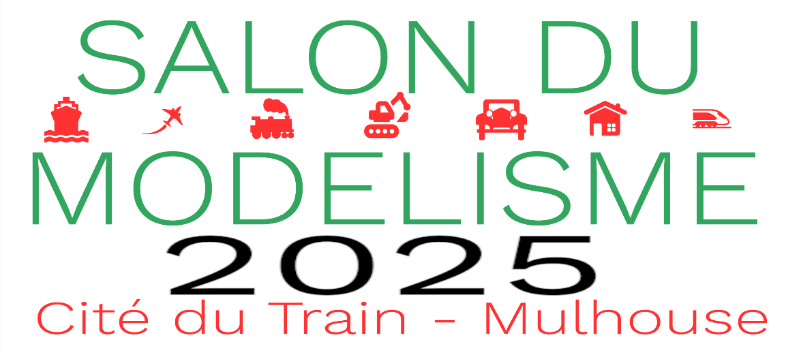 SALON DU
MODELISME
2025
Cité du Train - Mulhouse